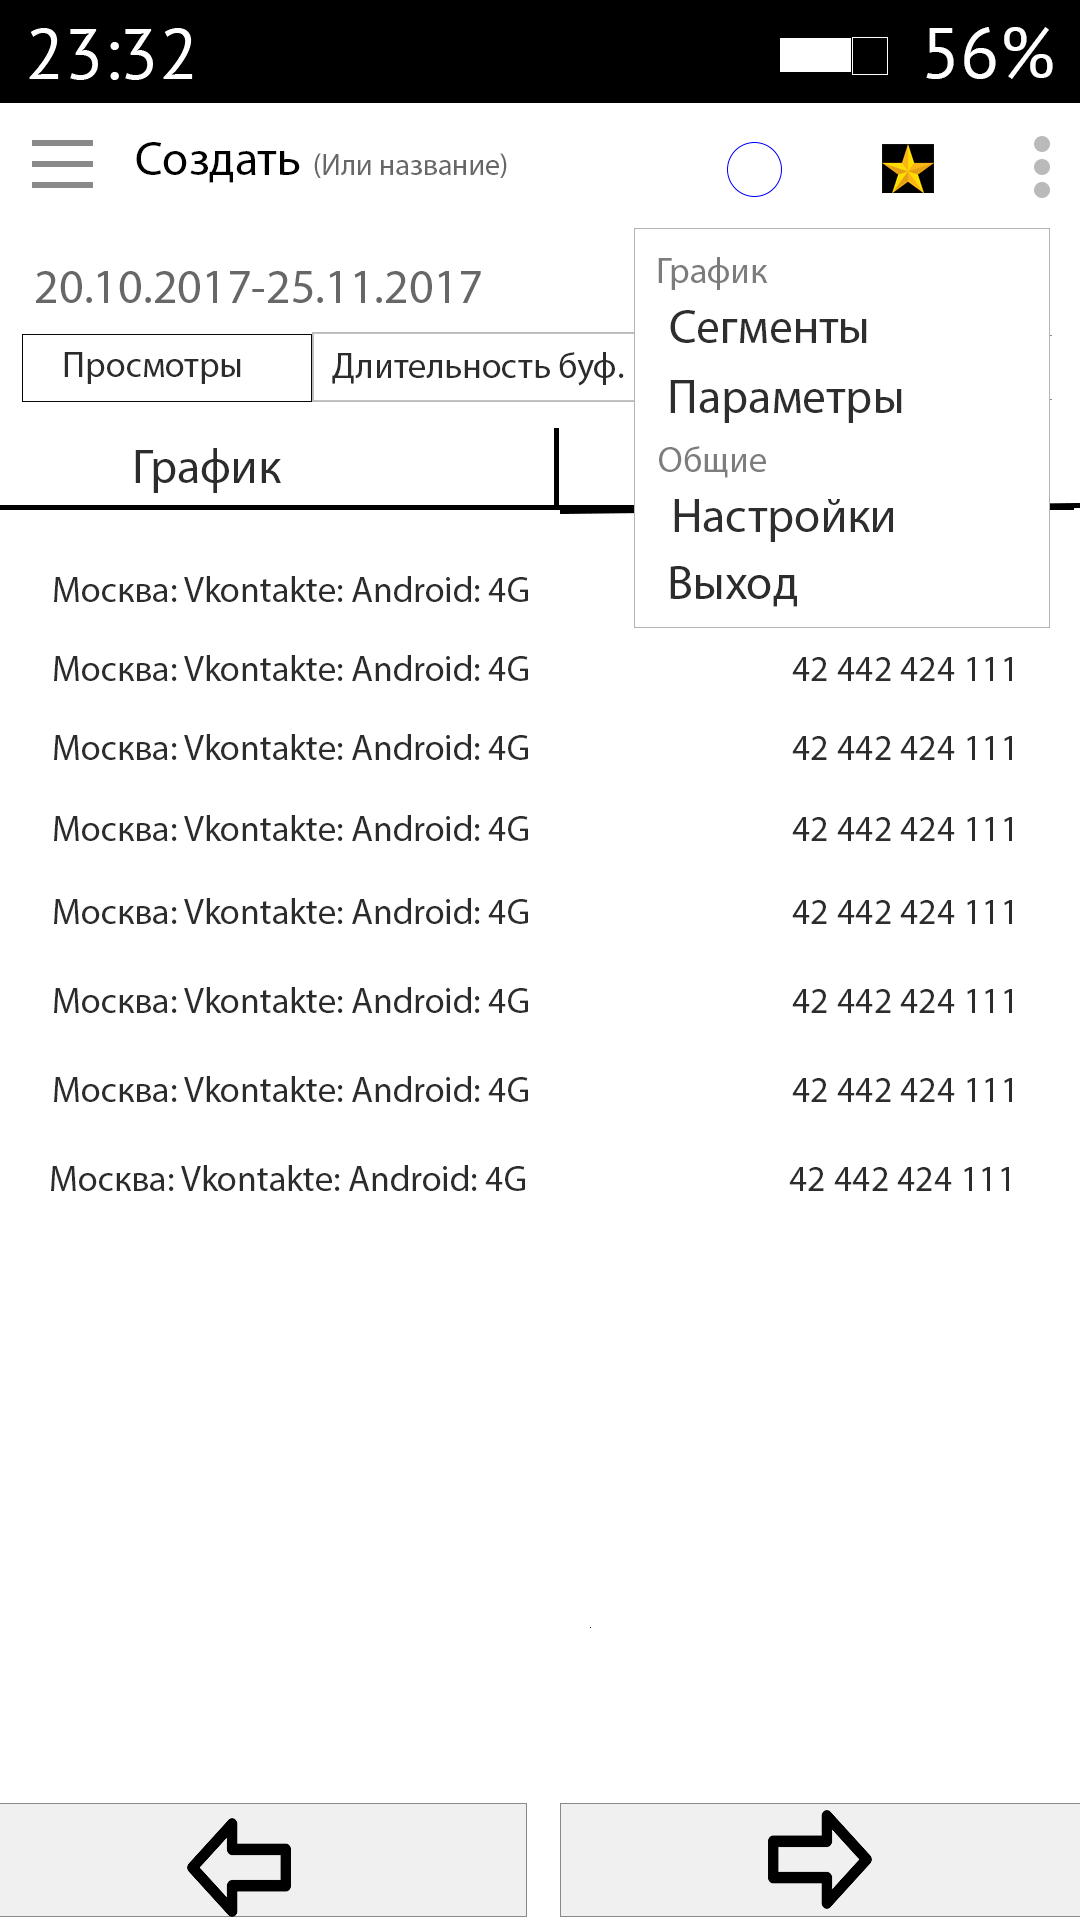 23:32 56%
Создать (Или название)
20.10.2017-25.11.2017
Просмотры Длительность буф.
График
График
Сегменты
Параметры
Общие
Настройки
Выход
Москва: Vkontakte: Android: 4G
Москва: Vkontakte: Android: 4G 42 442 424 111
Москва: Vkontakte: Android: 4G 42 442 424 111
Москва: Vkontakte: Android: 4G 42 442 424 111
Москва: Vkontakte: Android: 4G 42 442 424 111
Москва: Vkontakte: Android: 4G 42 442 424 111
Москва: Vkontakte: Android: 4G 42 442 424 111
Москва: Vkontakte: Android: 4G 42 442 424 111